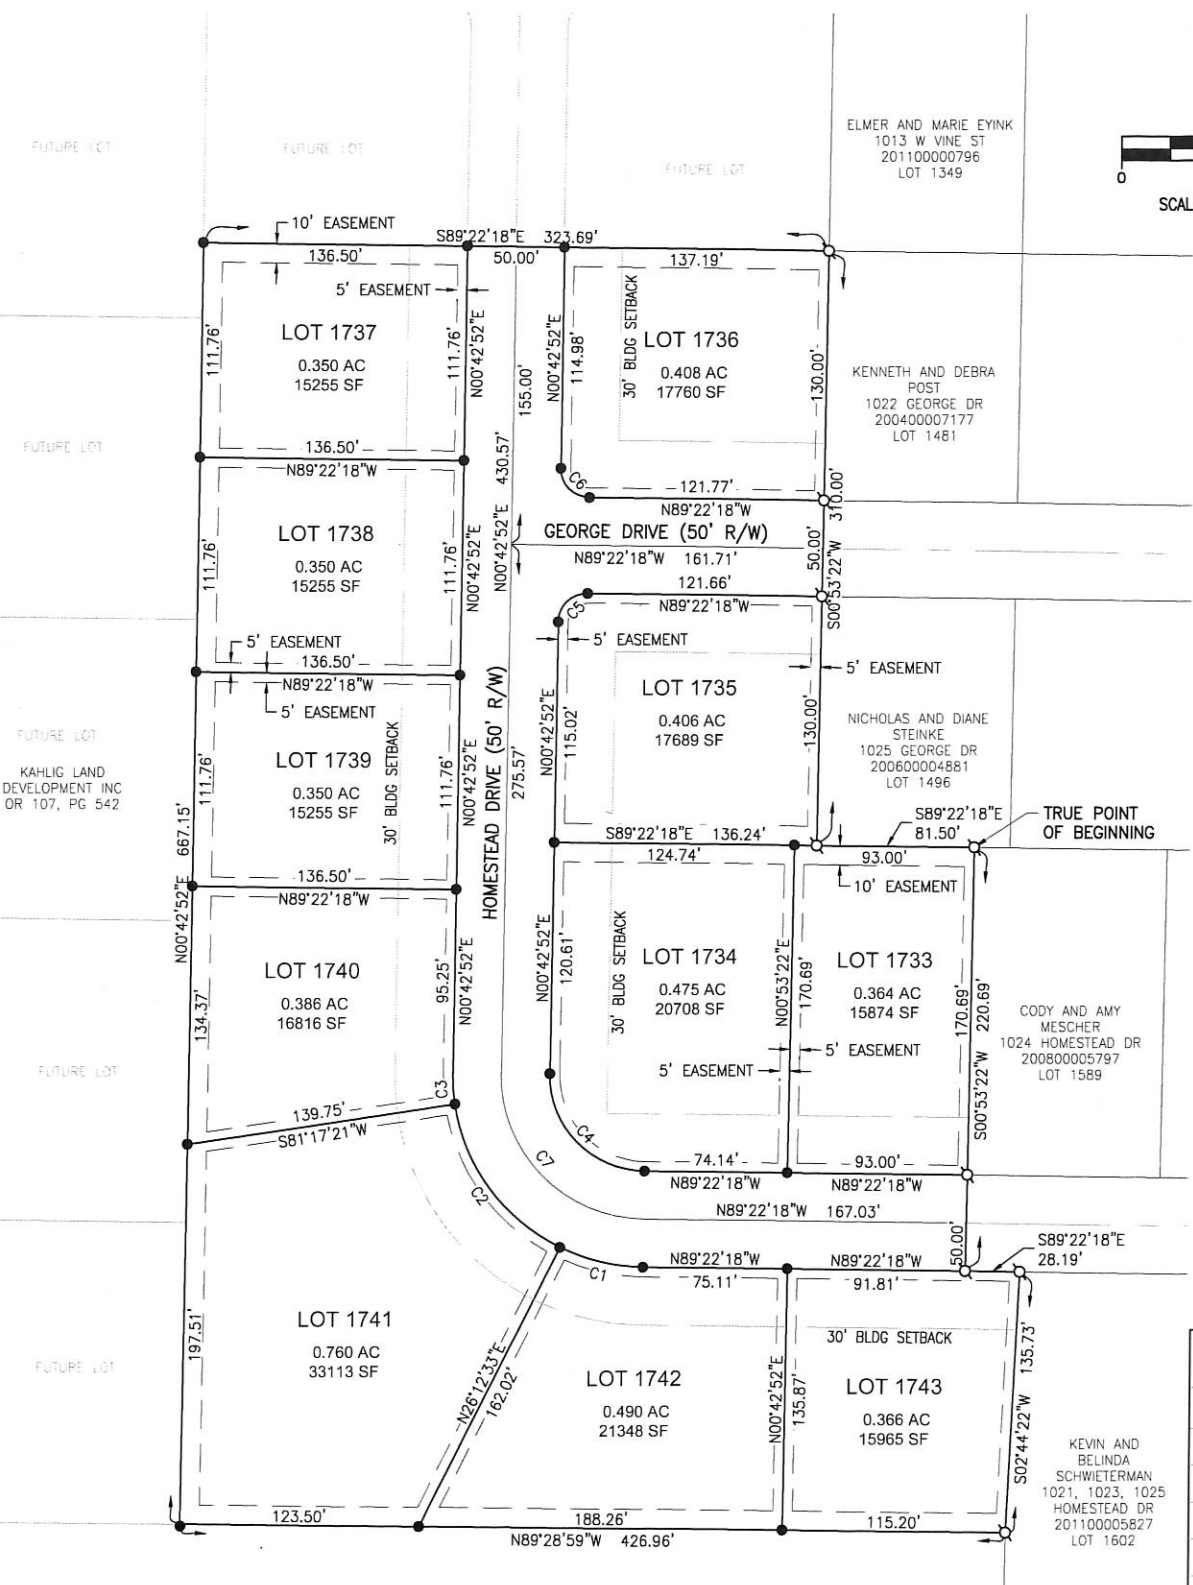 ELMER AND MARIE EYINK
1013 W VINE ST
201100000796
LOT 1349
FUTURE LOT
FUTURE LOT
FUTURE LOT
0
SCAL
10' EASEMENT
S89°22'18"E 323.69'
136.50'
50.00'
137.19'
5' EASEMENT
LOT 1737
0.350 AC
15255 SF
111.76'
111.76'
N00°42'52"E
136.50'
N89°22'18"W
155.00'
430.57'
N00°42'52"E
N00°42'52"E
114.98'
30' BLDG SETBACK
LOT 1736
0.408 AC
17760 SF
130.00'
KENNETH AND DEBRA
POST
1022 GEORGE DR
200400007177
LOT 1481
C6
121.77'
N89°22'18"W
310.00'
S00°53'22"W
50.00'
GEORGE DRIVE (50' R/W)
N89°22'18"W 161.71'
FUTURE LOT
LOT 1738
0.350 AC
15255 SF
111.76'
111.76'
N00°42'52"E
121.66'
N89°22'18"W
C5
5' EASEMENT
136.50'
N89°22'18"W
5' EASEMENT
5' EASEMENT
5' EASEMENT
LOT 1735
0.406 AC
17689 SF
N00°42'52"E
115.02'
130.00'
NICHOLAS AND DIANE
STEINKE
1025 GEORGE DR
200600004881
LOT 1496
FUTURE LOT
KAHLIG LAND
DEVELOPMENT INC
OR 107, PG 542
LOT 1739
0.350 AC
15255 SF
111.76'
111.76'
N00°42'52"E
30' BLDG SETBACK
HOMESTEAD DRIVE (50' R/W)
275.57'
N00°42'52"E 667.15'
S89°22'18"E
81.50'
TRUE POINT
OF BEGINNING
S89°22'18"E 136.24'
124.74'
93.00'
10' EASEMENT
136.50'
N89°22'18"W
LOT 1740
0.386 AC
16816 SF
134.37'
95.25'
N00°42'52"E
C3
N00°42'52"E
120.61'
30' BLDG SETBACK
LOT 1734
0.475 AC
20708 SF
N00°53'22"E
170.69'
LOT 1733
0.364 AC
15874 SF
170.69'
S00°53'22"W 220.69'
5' EASEMENT
5' EASEMENT
CODY AND AMY
MESCHER
1024 HOMESTEAD DR
200800005797
LOT 1589
FUTURE LOT
139.75'
S81°17'21"W
C4
C7
C2
74.14'
N89°22'18"W
93.00'
N89°22'18"W
N89°22'18"W 167.03'
50.00'
S89°22'18"E
28.19'
C1
N89°22'18"W
75.11'
N89°22'18"W
91.81'
30' BLDG SETBACK
FUTURE LOT
LOT 1741
0.760 AC
33113 SF
197.51'
N26°12'33"E
162.02'
LOT 1742
0.490 AC
21348 SF
N00°42'52"E
135.87'
LOT 1743
0.366 AC
15965 SF
S02°44'22"W 135.73'
KEVIN AND
BELINDA
SCHWIETERMAN
1021, 1023, 1025
HOMESTEAD DR
201100005827
LOT 1602
123.50'
188.26'
115.20'
N89°28'59"W 426.96'